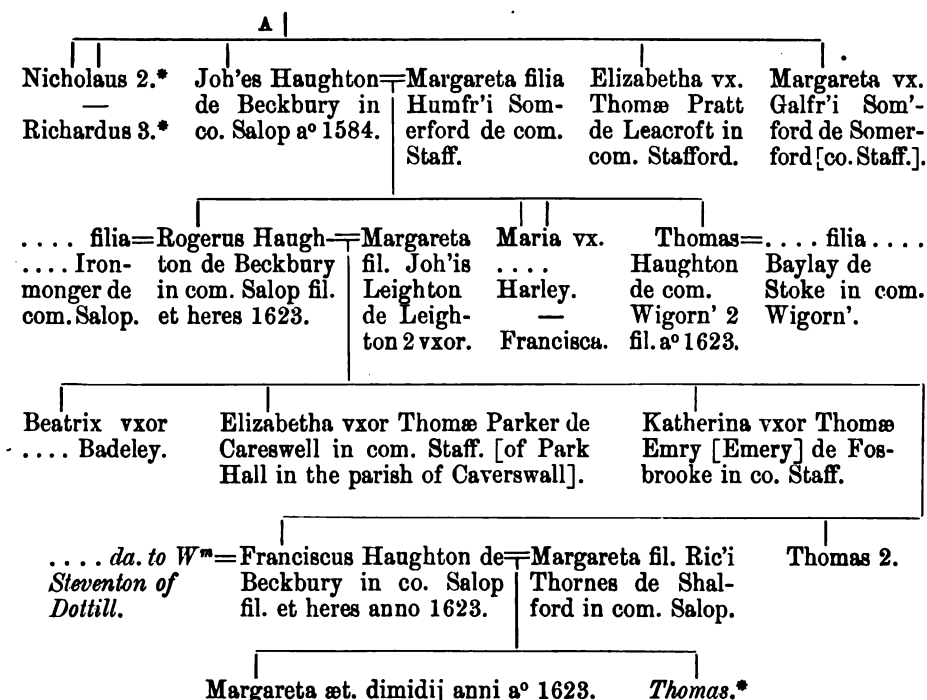 A
Nicholaus 2.*
—
Richardus 3.*
Joh'es Haughton=Margareta filia
de Beckbury in Humfr'i Som-
co. Salop aº 1584. erford de com.
Staff.
Elizabetha vx.
Thomæ Pratt
de Leacroft in
com. Stafford.
Margareta vx.
Galfr'i Som'-
ford de Somer-
ford [co. Staff.].
.... filia=Rogerus Haugh-=Margareta
.... Iron- ton de Beckbury fil. Joh'is
monger de in com. Salop fil. Leighton
com. Salop. et heres 1623. de Leigh-
ton 2 vxor.
Maria vx.
....
Harley.
—
Francisca.
Thomas=.... filia ....
Haughton Baylay de
de com. Stoke in com.
Wigorn' 2 Wigorn'.
fil. aº 1623.
Beatrix vxor
.... Badeley.
Elizabetha vxor Thomæ Parker de
Careswell in com. Staff. [of Park
Hall in the parish of Caverswall].
Katherina vxor Thomæ
Emry [Emery] de Fos-
brooke in co. Staff.
.... da. to Wᵐ=Franciscus Haughton de=Margareta fil. Ric'i
Steventon of Beckbury in co. Salop Thornes de Shal-
Dottill. fil. et heres anno 1623. ford in com. Salop.
Thomas 2.
Margareta æt. dimidij anni aº 1623.
Thomas.*